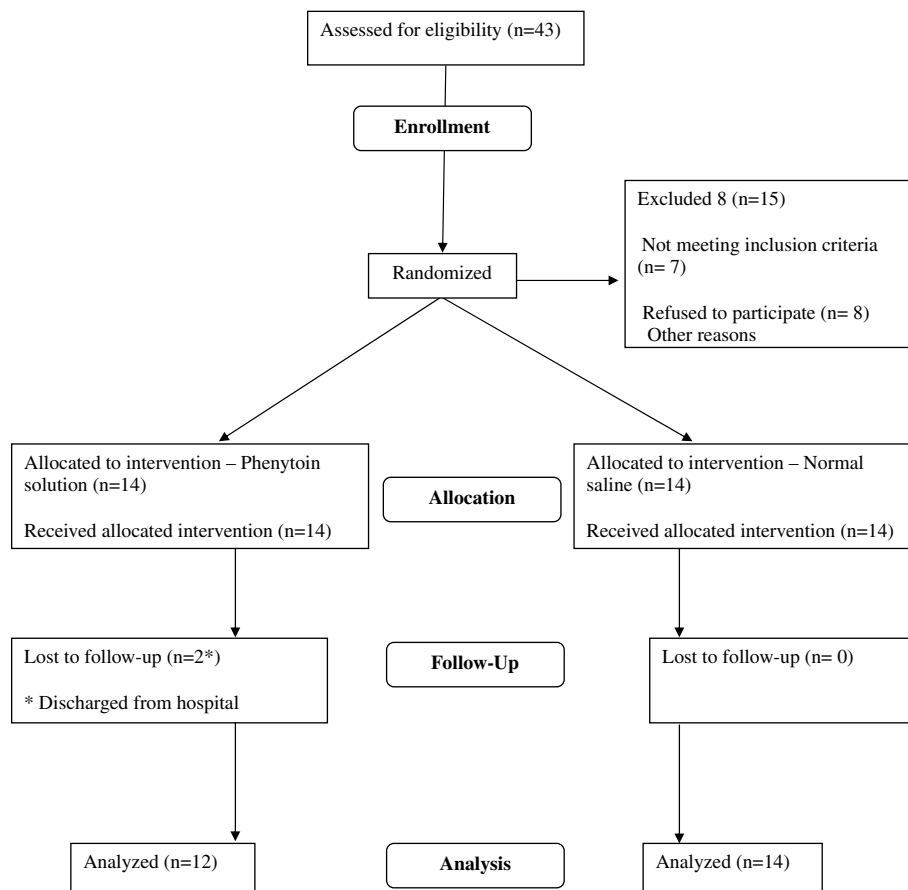 Assessed for eligibility (n=43)
Enrollment
Excluded 8 (n=15)
Not meeting inclusion criteria
(n= 7)
Refused to participate (n= 8)
Other reasons
Randomized
Allocated to intervention – Phenytoin
solution (n=14)
Received allocated intervention (n=14)
Allocation
Allocated to intervention – Normal
saline (n=14)
Received allocated intervention (n=14)
Lost to follow-up (n=2*)
* Discharged from hospital
Follow-Up
Lost to follow-up (n= 0)
Analyzed (n=12)
Analysis
Analyzed (n=14)